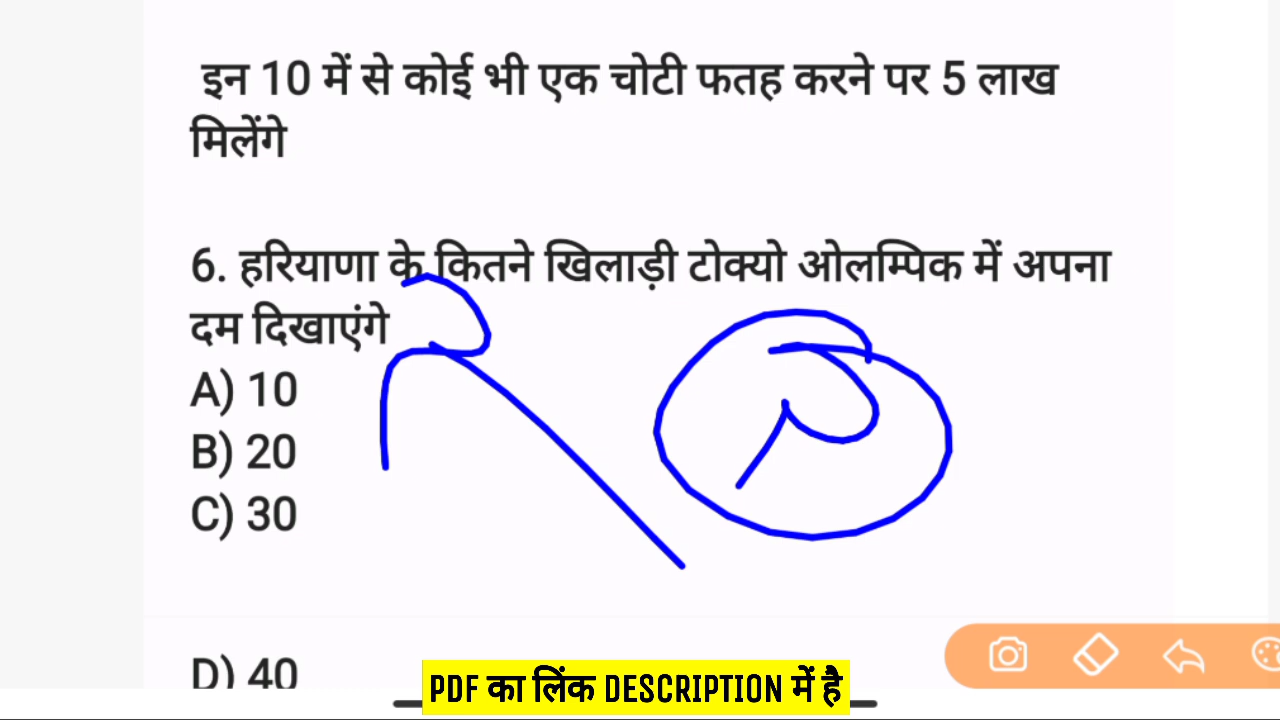 इन 10 में से कोई भी एक चोटी फतह करने पर 5 लाख
मिलेंगे
6. हरियाणा के कितने खिलाड़ी टोक्यो ओलम्पिक में अपना
दम दिखाएंगे
A) 10
B) 20
C) 30
D) 40
PDF का लिंक DESCRIPTION में है